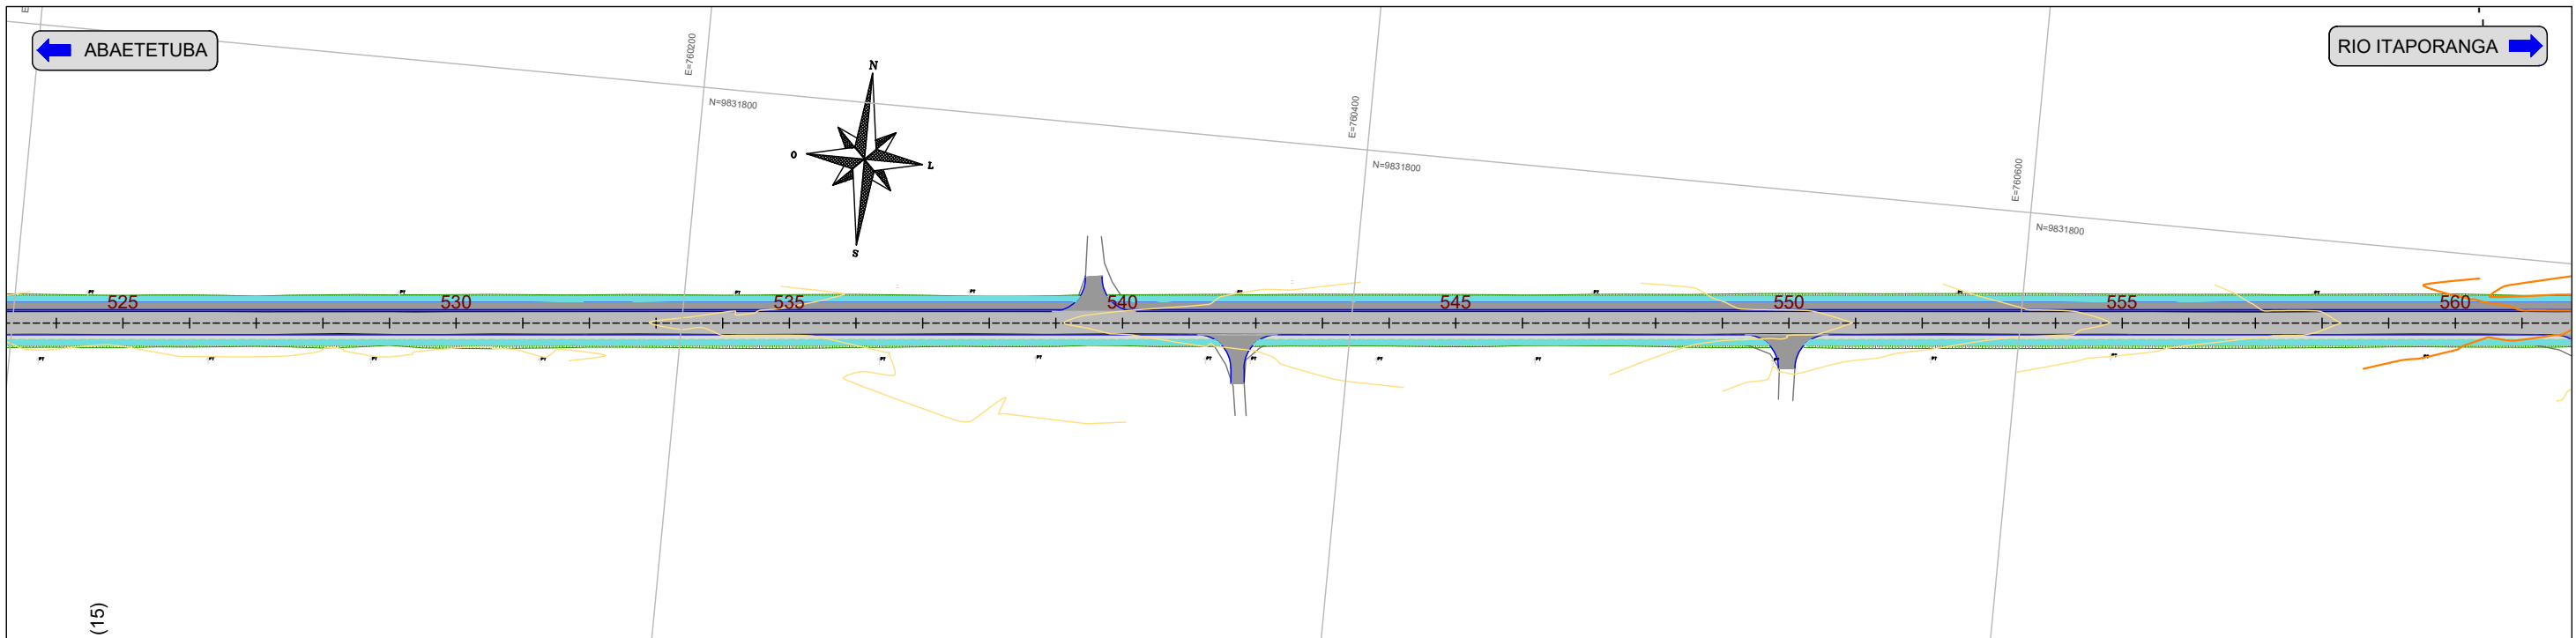 E
ABAETETUBA
RIO ITAPORANGA
E=760200
N=9831800
N
O
L
S
E=760400
N=9831800
E=760600
N=9831800
525
530
535
540
545
550
555
560
(15)